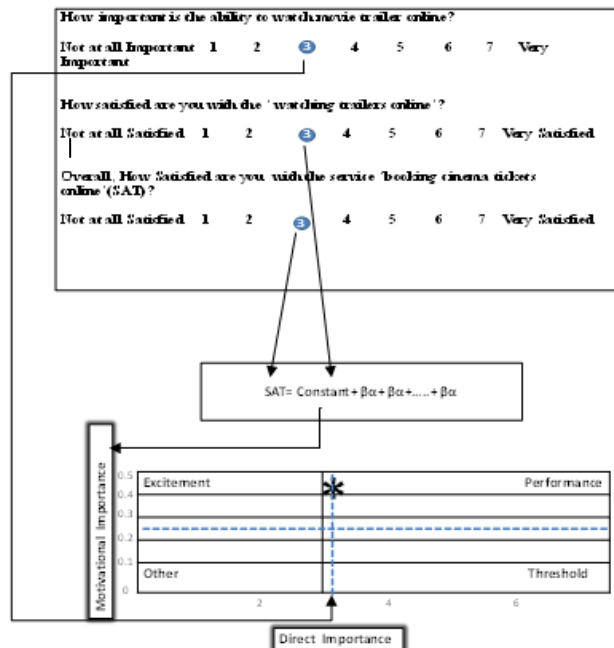 How important is the ability to watch movie trailer online?
Not at all Important 1 2 3 4 5 6 7 Very
Important
How satisfied are you with the ' watching trailers online'?
Not at all Satisfied 1 2 3 4 5 6 7 Very Satisfied
Overall, How Satisfied are you with the service 'booking cinema tickets
online'(SAT)?
Not at all Satisfied 1 2 3 4 5 6 7 Very Satisfied
SAT= Constant+ βα+ βα+.....+ βα
Motivational Importance
0.5
0.4
0.3
0.2
0.1
0
Excitement
Performance
Other
Threshold
2 4 6
Direct Importance